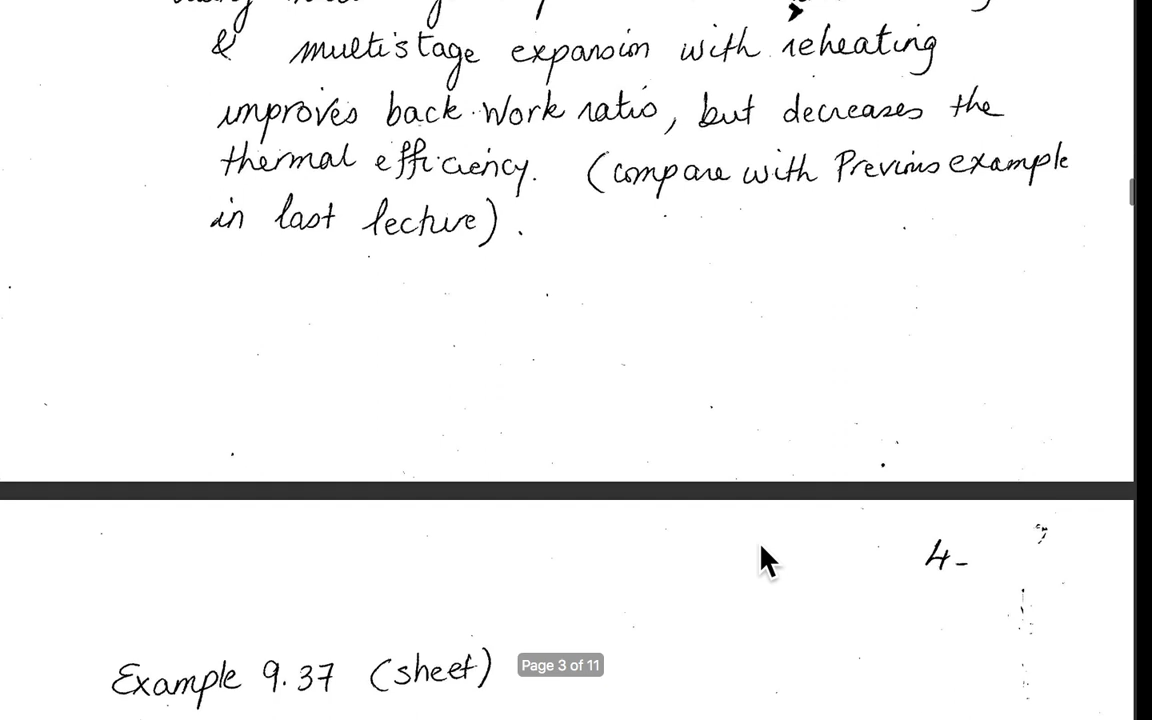 & multistage expansion with reheating
improves back work ratio, but decreases the
thermal efficiency. (compare with Previous example
in last lecture).
4-
Example 9.37 (sheet)
Page 3 of 11